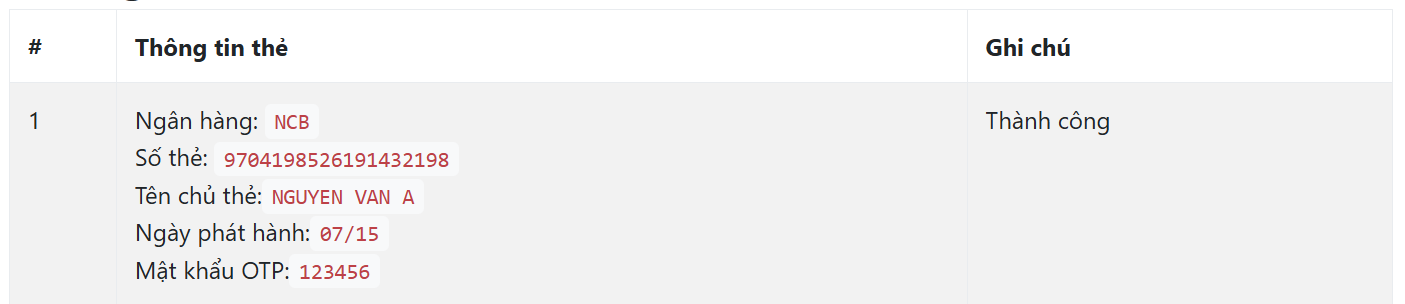 # Thông tin thẻ Ghi chú
1 Ngân hàng: NCB Thành công
Số thẻ: 9704198526191432198
Tên chủ thẻ: NGUYEN VAN A
Ngày phát hành: 07/15
Mật khẩu OTP: 123456